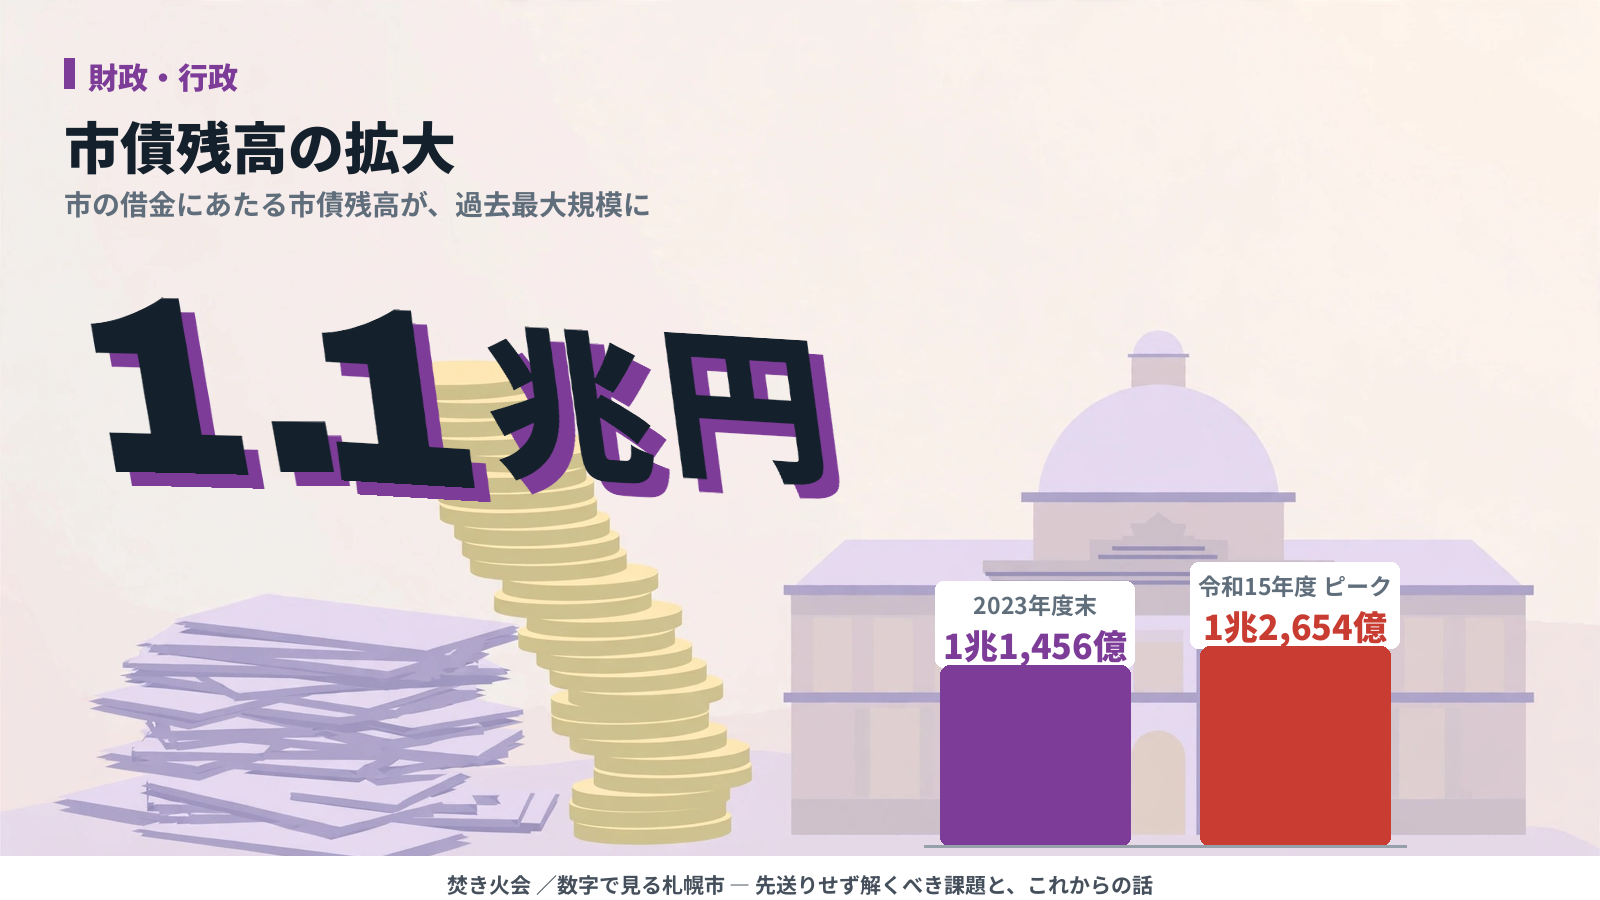 財政・行政
市債残高の拡大
市の借金にあたる市債残高が、過去最大規模に
1.1兆円
2023年度末
1兆1,456億
令和15年度 ピーク
1兆2,654億
焚き火会 ／数字で見る札幌市 ― 先送りせず解くべき課題と、これからの話